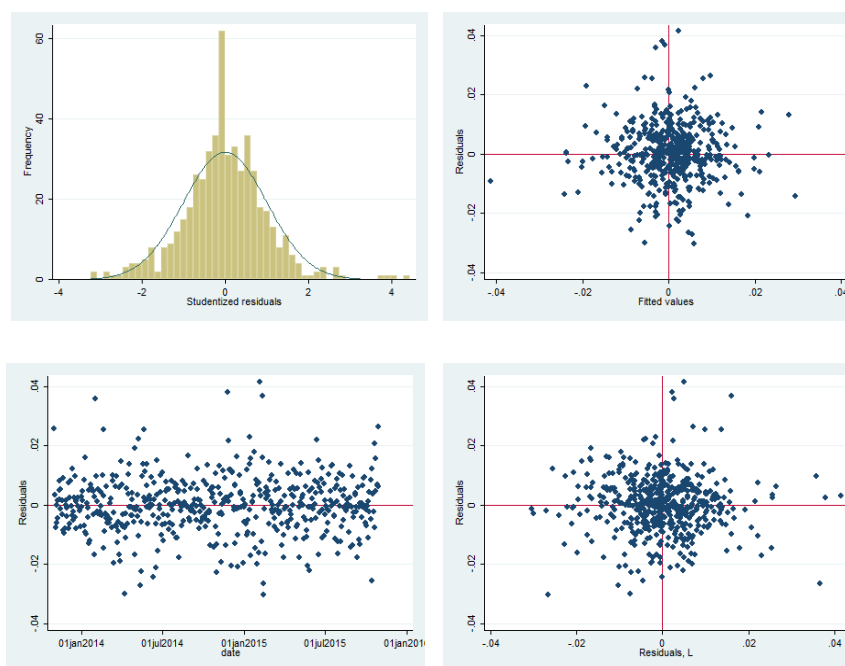 60
40
20
0
Frequency
-4
-2
0
2
4
Studentized residuals
.04
.02
0
-.02
-.04
Residuals
-.04
-.02
0
.02
.04
Fitted values
.04
.02
0
-.02
-.04
Residuals
01jan2014
01jul2014
01jan2015
01jul2015
01jan2016
date
.04
.02
0
-.02
-.04
Residuals
-.04
-.02
0
.02
.04
Residuals, L